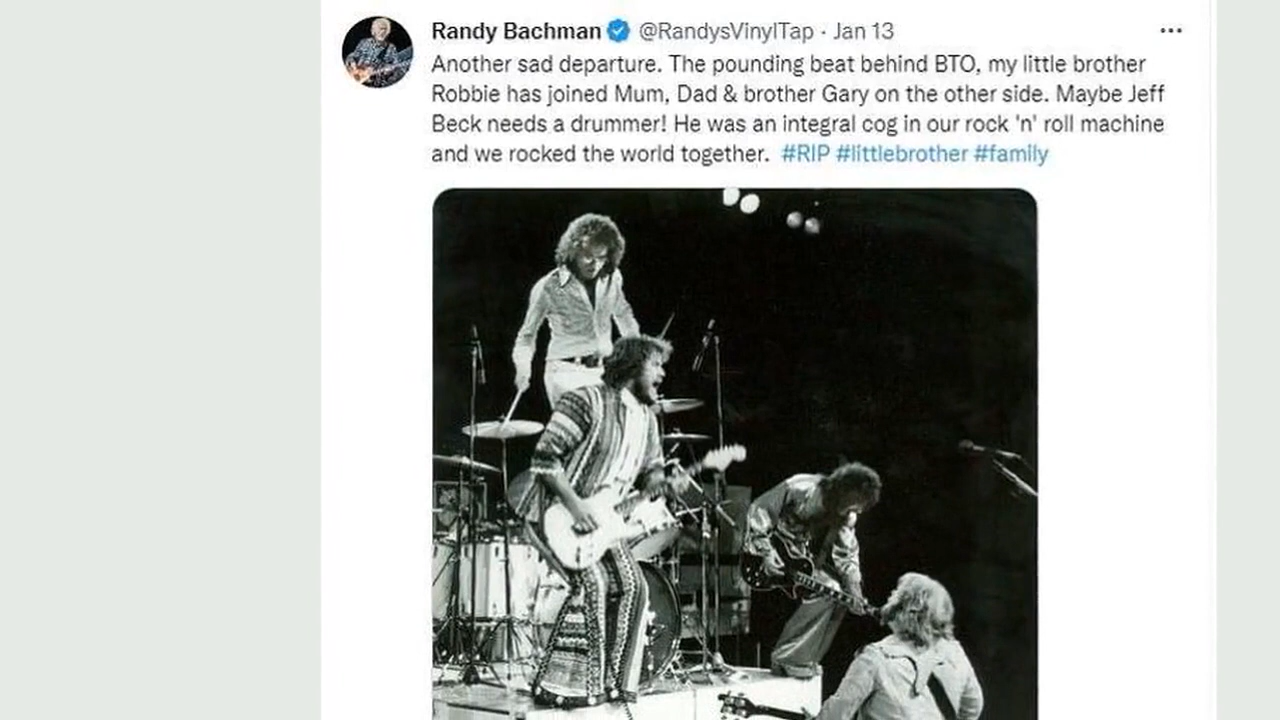 Randy Bachman @RandysVinylTap · Jan 13
Another sad departure. The pounding beat behind BTO, my little brother
Robbie has joined Mum, Dad & brother Gary on the other side. Maybe Jeff
Beck needs a drummer! He was an integral cog in our rock 'n' roll machine
and we rocked the world together. #RIP #littlebrother #family